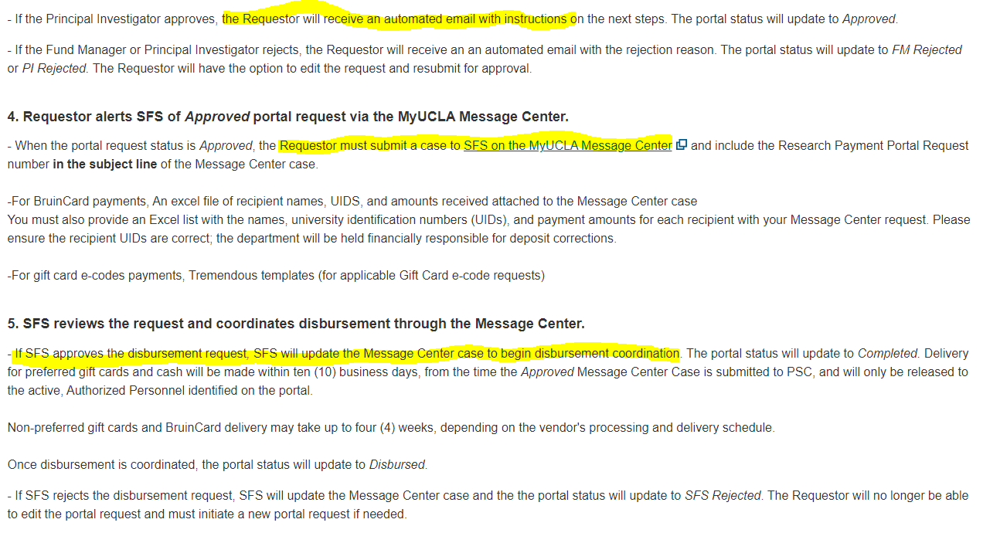 - If the Principal Investigator approves, the Requestor will receive an automated email with instructions on the next steps. The portal status will update to Approved.
- If the Fund Manager or Principal Investigator rejects, the Requestor will receive an an automated email with the rejection reason. The portal status will update to FM Rejected
or PI Rejected. The Requestor will have the option to edit the request and resubmit for approval.
4. Requestor alerts SFS of Approved portal request via the MyUCLA Message Center.
- When the portal request status is Approved, the Requestor must submit a case to SFS on the MyUCLA Message Center and include the Research Payment Portal Request
number in the subject line of the Message Center case.
-For BruinCard payments, An excel file of recipient names, UIDS, and amounts received attached to the Message Center case
You must also provide an Excel list with the names, university identification numbers (UIDs), and payment amounts for each recipient with your Message Center request. Please
ensure the recipient UIDs are correct; the department will be held financially responsible for deposit corrections.
-For gift card e-codes payments, Tremendous templates (for applicable Gift Card e-code requests)
5. SFS reviews the request and coordinates disbursement through the Message Center.
- If SFS approves the disbursement request, SFS will update the Message Center case to begin disbursement coordination. The portal status will update to Completed. Delivery
for preferred gift cards and cash will be made within ten (10) business days, from the time the Approved Message Center Case is submitted to PSC, and will only be released to
the active, Authorized Personnel identified on the portal.
Non-preferred gift cards and BruinCard delivery may take up to four (4) weeks, depending on the vendor's processing and delivery schedule.
Once disbursement is coordinated, the portal status will update to Disbursed.
- If SFS rejects the disbursement request, SFS will update the Message Center case and the the portal status will update to SFS Rejected. The Requestor will no longer be able
to edit the portal request and must initiate a new portal request if needed.